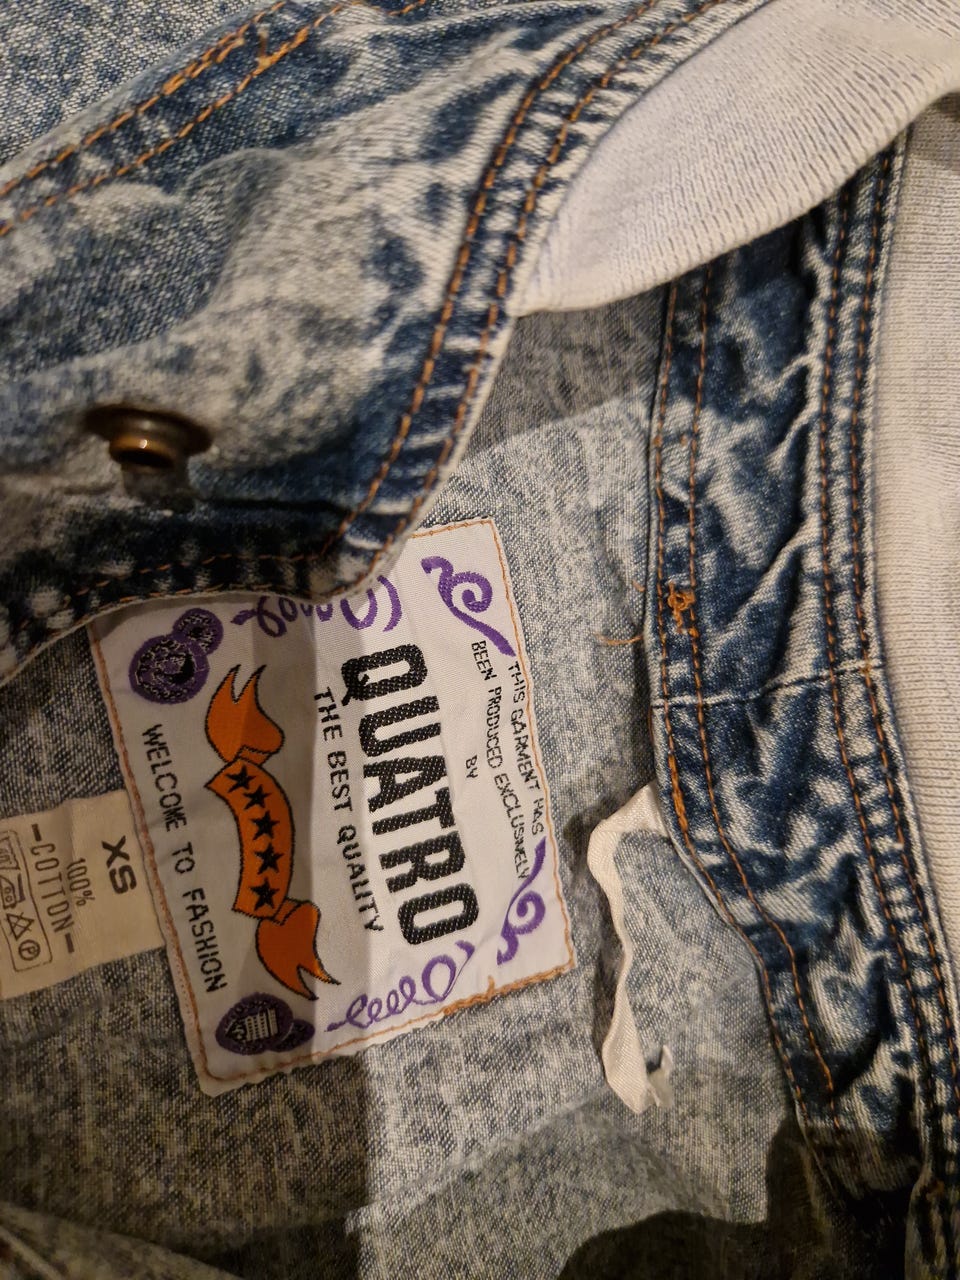 THIS GARMENT HAS
BEEN PRODUCED EXCLUSIVELY
BY
QUATRO
THE BEST QUALITY
WELCOME TO FASHION
XS
100%
-COTTON-